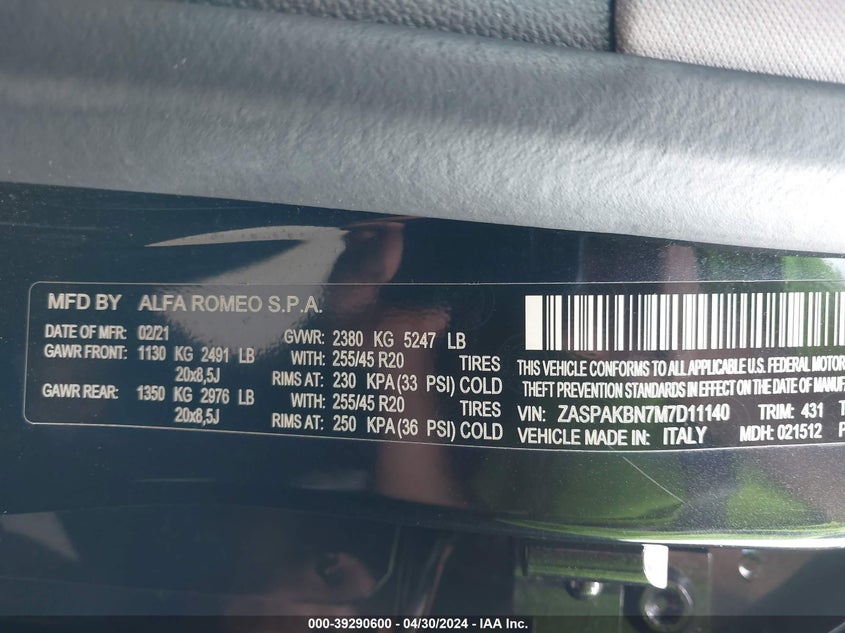 MFD BY ALFA ROMEO S.P.A.
DATE OF MFR: 02/21 GVWR: 2380 KG 5247 LB
GAWR FRONT: 1130 KG 2491 LB WITH: 255/45 R20 TIRES
20x8,5J RIMS AT: 230 KPA (33 PSI) COLD
GAWR REAR: 1350 KG 2976 LB WITH: 255/45 R20 TIRES
20x8,5J RIMS AT: 250 KPA (36 PSI) COLD
THIS VEHICLE CONFORMS TO ALL APPLICABLE U.S. FEDERAL MOTOR
THEFT PREVENTION STANDARDS IN EFFECT ON THE DATE OF MANUF
VIN: ZASPAKBN7M7D11140 TRIM: 431
VEHICLE MADE IN: ITALY MDH: 021512
000-39290600 - 04/30/2024 - IAA Inc.